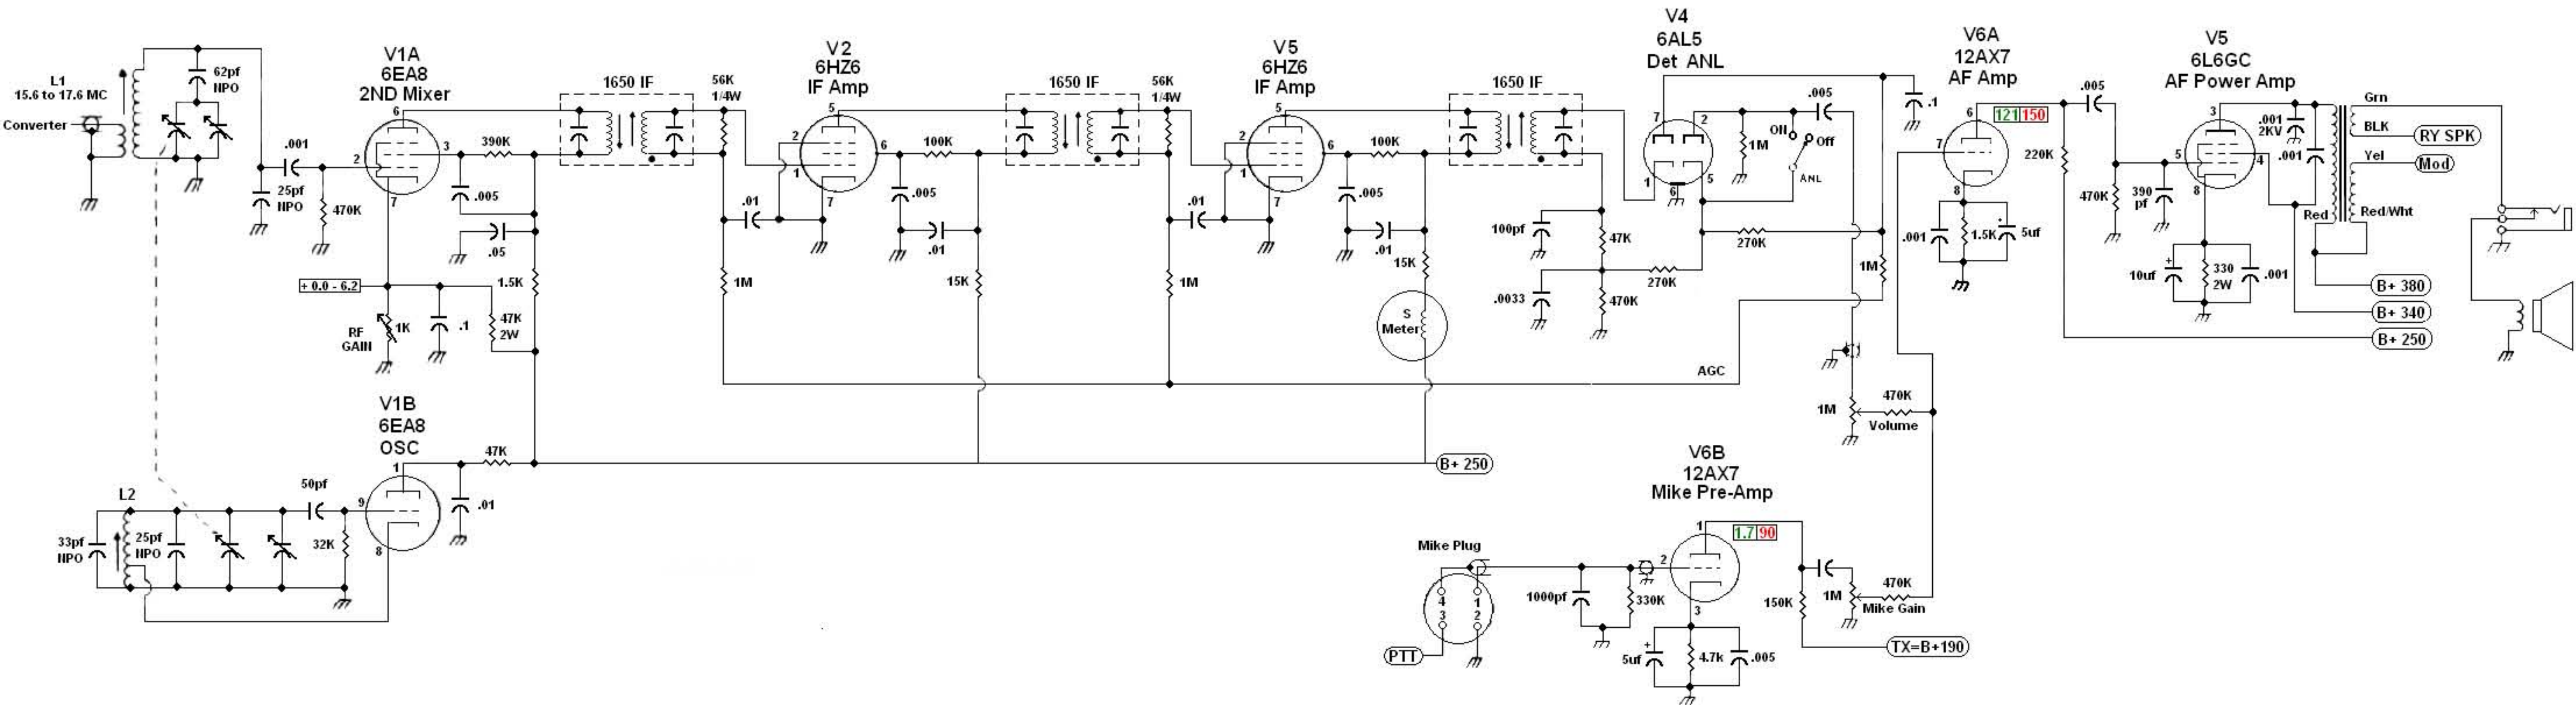 L1
15.6 to 17.6 MC
Converter
62pf
NPO
.001
25pf
NPO
470K
V1A
6EA8
2ND Mixer
6
2
3
7
390K
.005
.05
1.5K
+ 0.0 - 6.2
RF
GAIN
1K
.1
47K
2W
1650 IF
56K
1/4W
.01
1M
V2
6HZ6
IF Amp
5
2
1
6
7
100K
.005
.01
15K
1650 IF
56K
1/4W
.01
1M
V5
6HZ6
IF Amp
5
2
1
6
7
100K
.005
.01
15K
S
Meter
1650 IF
100pf
47K
.0033
470K
270K
270K
V4
6AL5
Det ANL
7
2
1
6
5
1M
ON
Off
ANL
.005
.1
1M
AGC
1M
Volume
470K
V6A
12AX7
AF Amp
6
7
8
121 150
.001
1.5K
5uf
220K
.005
470K
390
pf
V5
6L6GC
AF Power Amp
3
5
4
8
10uf
+
330
2W
.001
.001
2KV
.001
Grn
BLK
RY SPK
Yel
Mod
Red
Red/Wht
B+ 380
B+ 340
B+ 250
V1B
6EA8
OSC
1
9
8
47K
.01
B+ 250
L2
33pf
NPO
25pf
NPO
50pf
32K
V6B
12AX7
Mike Pre-Amp
1
2
3
1.7 90
Mike Plug
4
1
3
2
PTT
1000pf
330K
5uf
+
4.7k
.005
150K
1M
470K
Mike Gain
TX=B+190